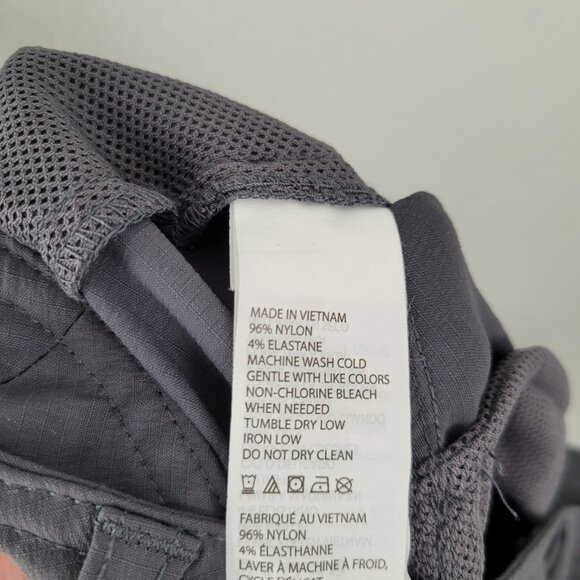 MADE IN VIETNAM
96% NYLON
4% ELASTANE
MACHINE WASH COLD
GENTLE WITH LIKE COLORS
NON-CHLORINE BLEACH
WHEN NEEDED
TUMBLE DRY LOW
IRON LOW
DO NOT DRY CLEAN
FABRIQUÉ AU VIETNAM
96% NYLON
4% ÉLASTHANNE
LAVER À MACHINE À FROID,
CYCLE DÉLICAT